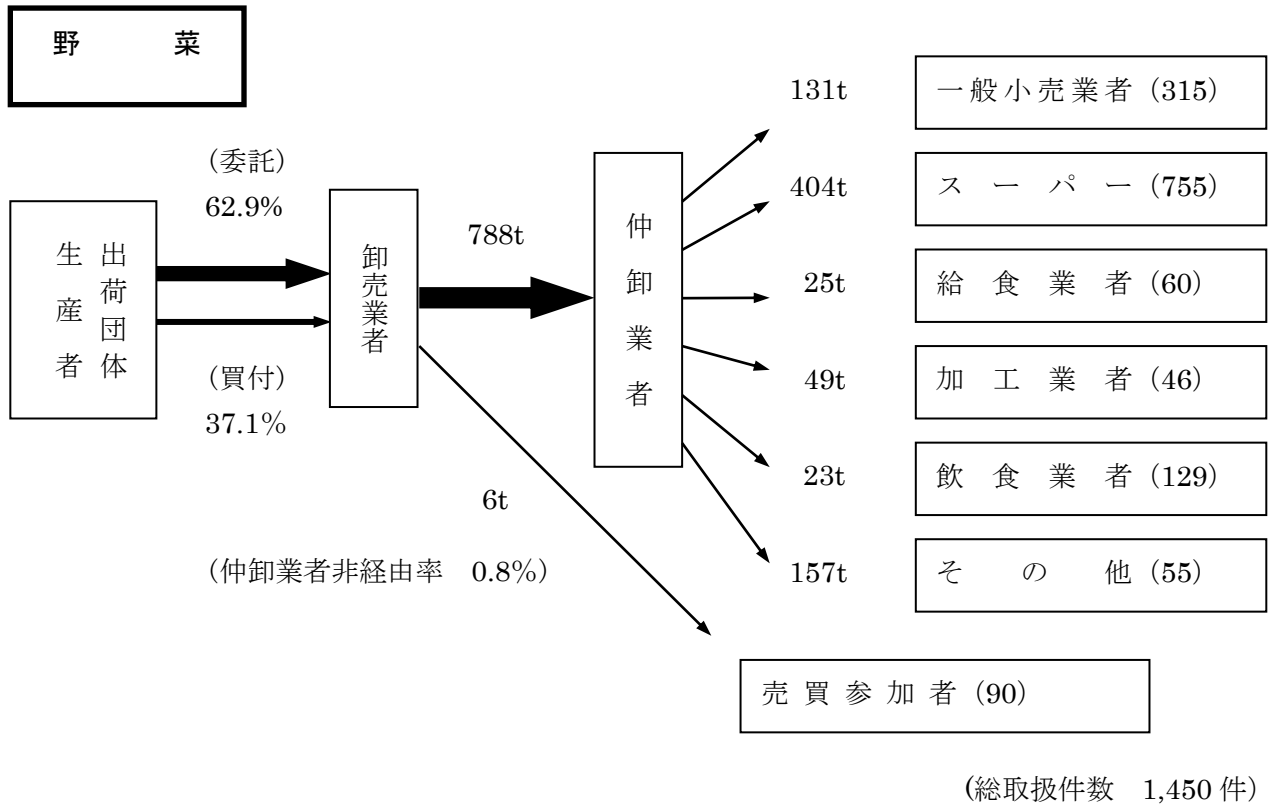 野　菜
(委託)
62.9%
生産者
出荷団体
(買付)
37.1%
卸売業者
788t
6t
(仲卸業者非経由率　0.8%)
仲卸業者
131t
一般小売業者 (315)
404t
スーパー (755)
25t
給食業者 (60)
49t
加工業者 (46)
23t
飲食業者 (129)
157t
その他 (55)
売買参加者 (90)
(総取扱件数　1,450 件)